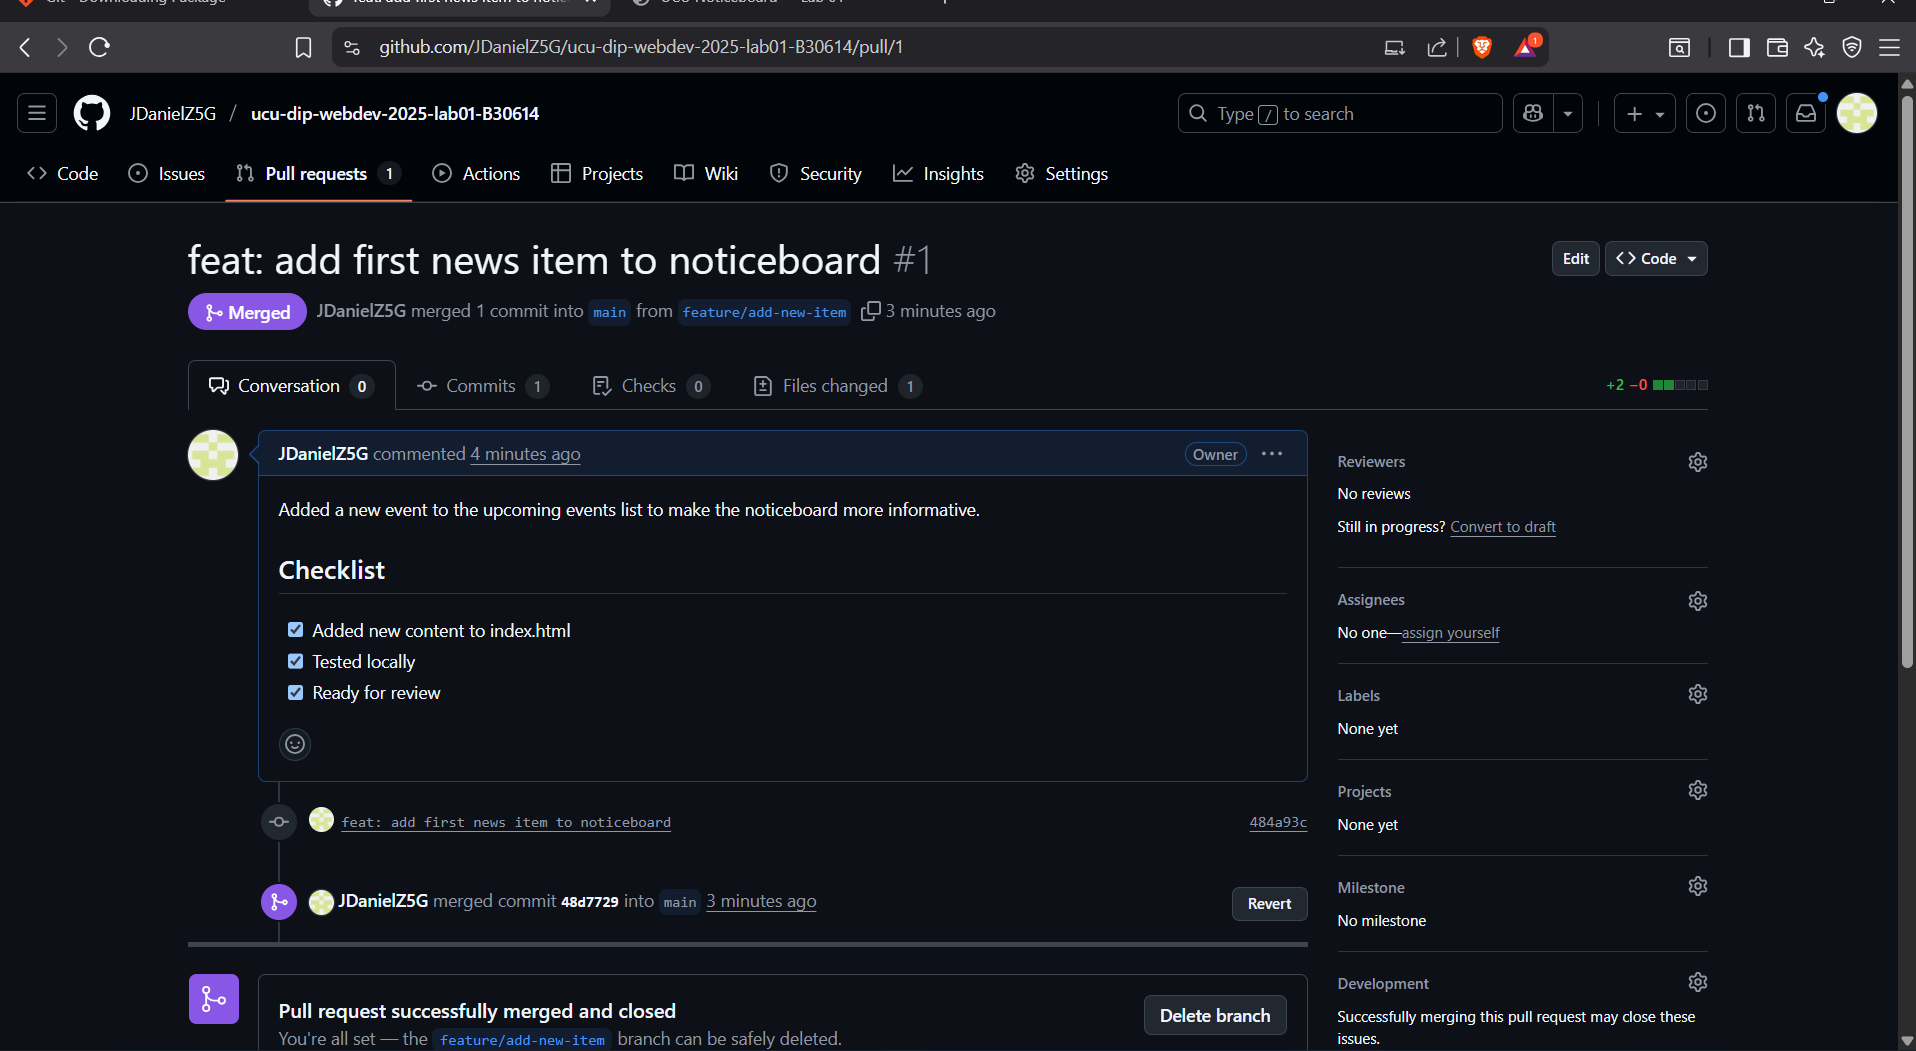 github.com/JDanielZ5G/ucu-dip-webdev-2025-lab01-B30614/pull/1
1
JDanielZ5G / ucu-dip-webdev-2025-lab01-B30614
Type / to search
Code
Issues
Pull requests 1
Actions
Projects
Wiki
Security
Insights
Settings
feat: add first news item to noticeboard #1
Edit
Code
Merged
JDanielZ5G merged 1 commit into main from feature/add-new-item 3 minutes ago
Conversation 0
Commits 1
Checks 0
Files changed 1
+2 −0
JDanielZ5G commented 4 minutes ago
Owner
Added a new event to the upcoming events list to make the noticeboard more informative.
Checklist
Added new content to index.html
Tested locally
Ready for review
feat: add first news item to noticeboard
484a93c
JDanielZ5G merged commit 48d7729 into main 3 minutes ago
Revert
Pull request successfully merged and closed
You're all set — the feature/add-new-item branch can be safely deleted.
Delete branch
Reviewers
No reviews
Still in progress? Convert to draft
Assignees
No one—assign yourself
Labels
None yet
Projects
None yet
Milestone
No milestone
Development
Successfully merging this pull request may close these
issues.